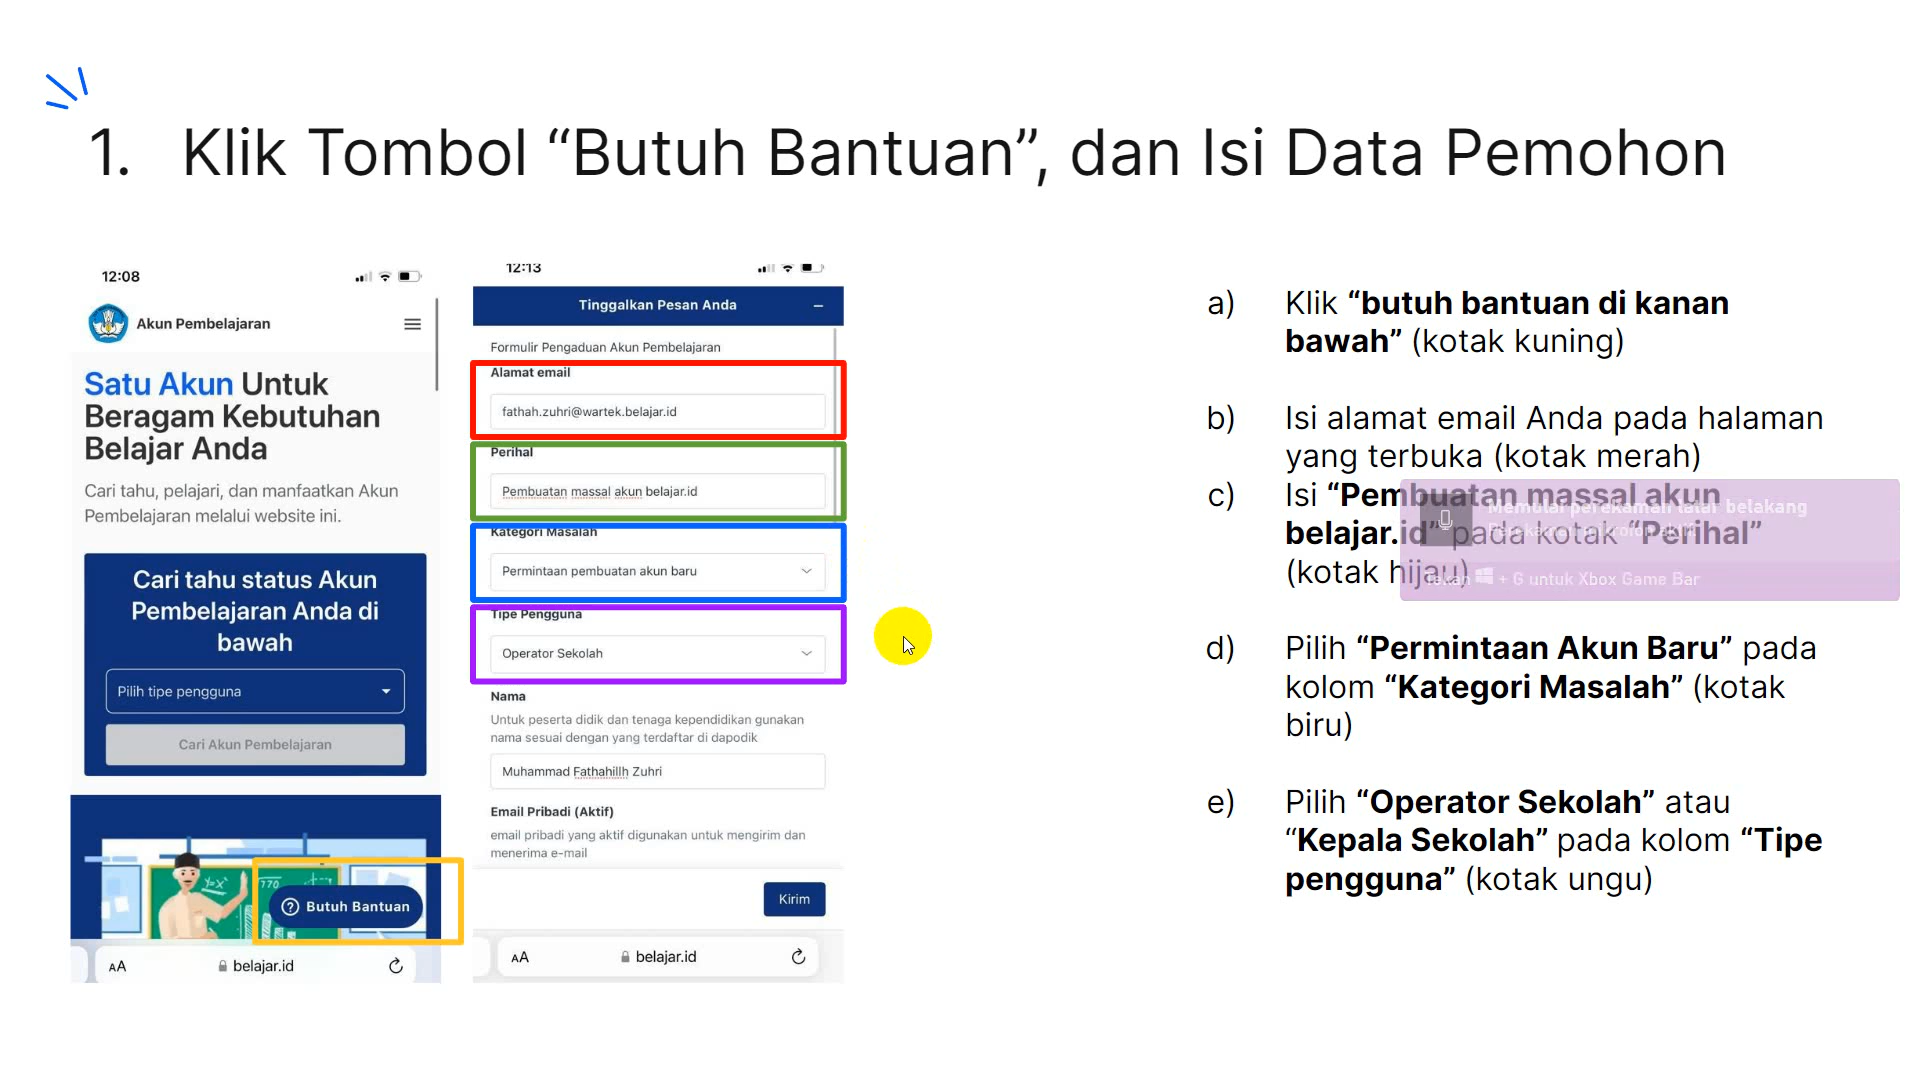 1. Klik Tombol “Butuh Bantuan”, dan Isi Data Pemohon
12:08
Akun Pembelajaran
Satu Akun Untuk
Beragam Kebutuhan
Belajar Anda
Cari tahu, pelajari, dan manfaatkan Akun
Pembelajaran melalui website ini.
Cari tahu status Akun
Pembelajaran Anda di
bawah
Pilih tipe pengguna
Cari Akun Pembelajaran
Butuh Bantuan
AA belajar.id
12:13
Tinggalkan Pesan Anda
Formulir Pengaduan Akun Pembelajaran
Alamat email
fathah.zuhri@wartek.belajar.id
Perihal
Pembuatan massal akun belajar.id
Kategori Masalah
Permintaan pembuatan akun baru
Tipe Pengguna
Operator Sekolah
Nama
Untuk peserta didik dan tenaga kependidikan gunakan
nama sesuai dengan yang terdaftar di dapodik
Muhammad Fathahillh Zuhri
Email Pribadi (Aktif)
email pribadi yang aktif digunakan untuk mengirim dan
menerima e-mail
Kirim
AA belajar.id
a) Klik “butuh bantuan di kanan
bawah” (kotak kuning)
b) Isi alamat email Anda pada halaman
yang terbuka (kotak merah)
c) Isi “Pembuatan massal akun
belajar.id” pada kotak “Perihal”
(kotak hijau)
Memulai perekaman latar belakang
+ G untuk Xbox Game Bar
d) Pilih “Permintaan Akun Baru” pada
kolom “Kategori Masalah” (kotak
biru)
e) Pilih “Operator Sekolah” atau
“Kepala Sekolah” pada kolom “Tipe
pengguna” (kotak ungu)